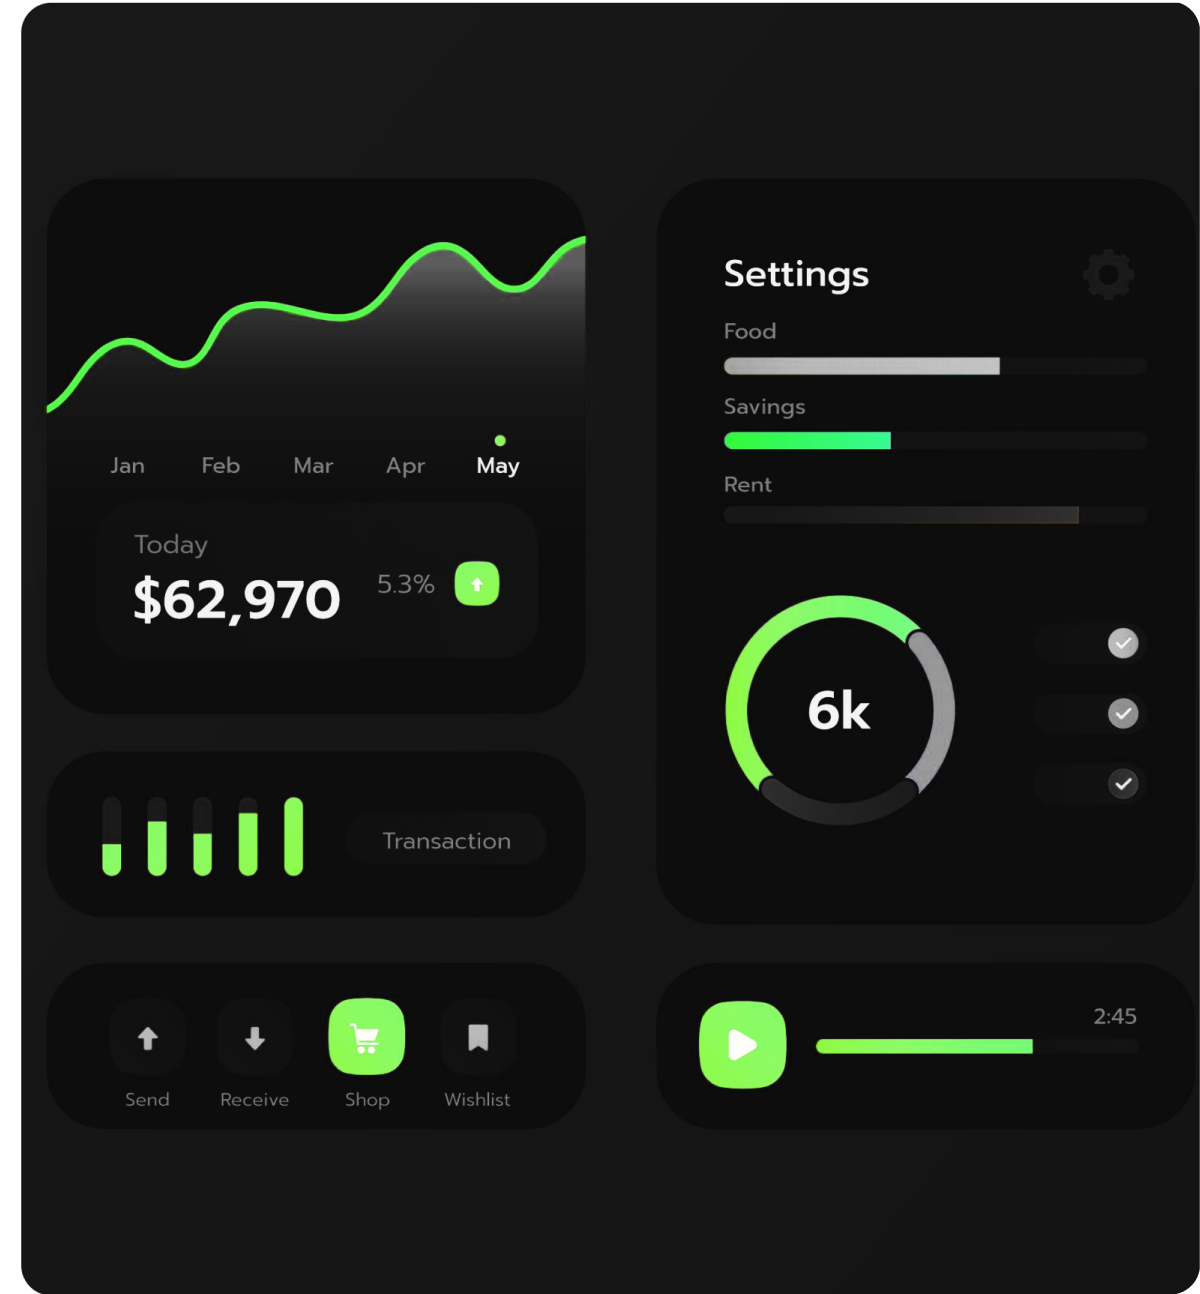 Jan Feb Mar Apr May
Today
$62,970
5.3%
Transaction
Send Receive Shop Wishlist
Settings
Food
Savings
Rent
6k
2:45